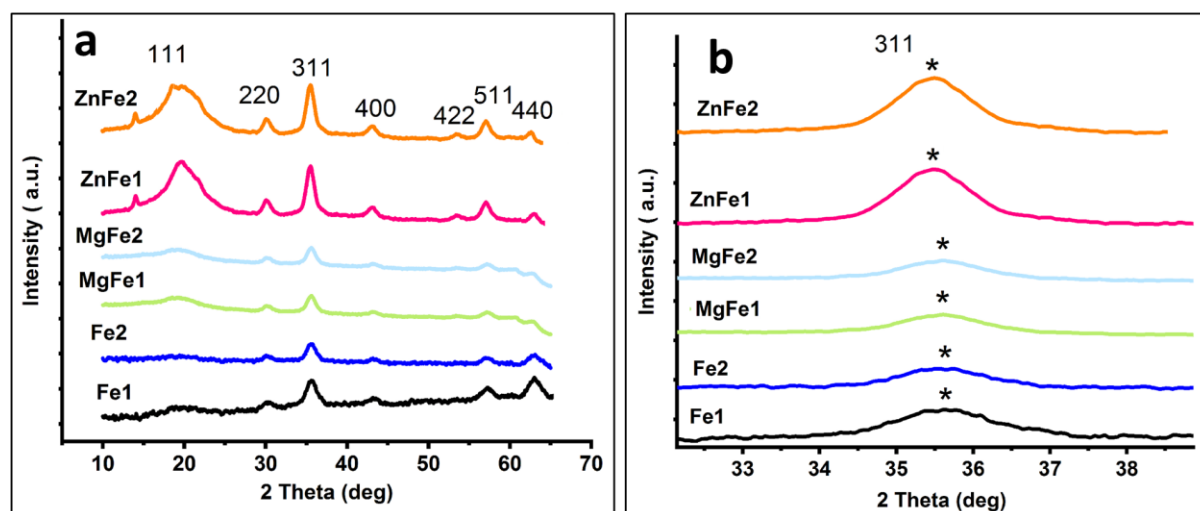 a
111
220
311
400
422
511
440
ZnFe2
ZnFe1
MgFe2
MgFe1
Fe2
Fe1
Intensity ( a.u.)
10 20 30 40 50 60 70
2 Theta (deg)
b
311
*
ZnFe2
*
ZnFe1
*
MgFe2
*
MgFe1
*
Fe2
*
Fe1
Intensity (a.u.)
33 34 35 36 37 38
2 Theta (deg)